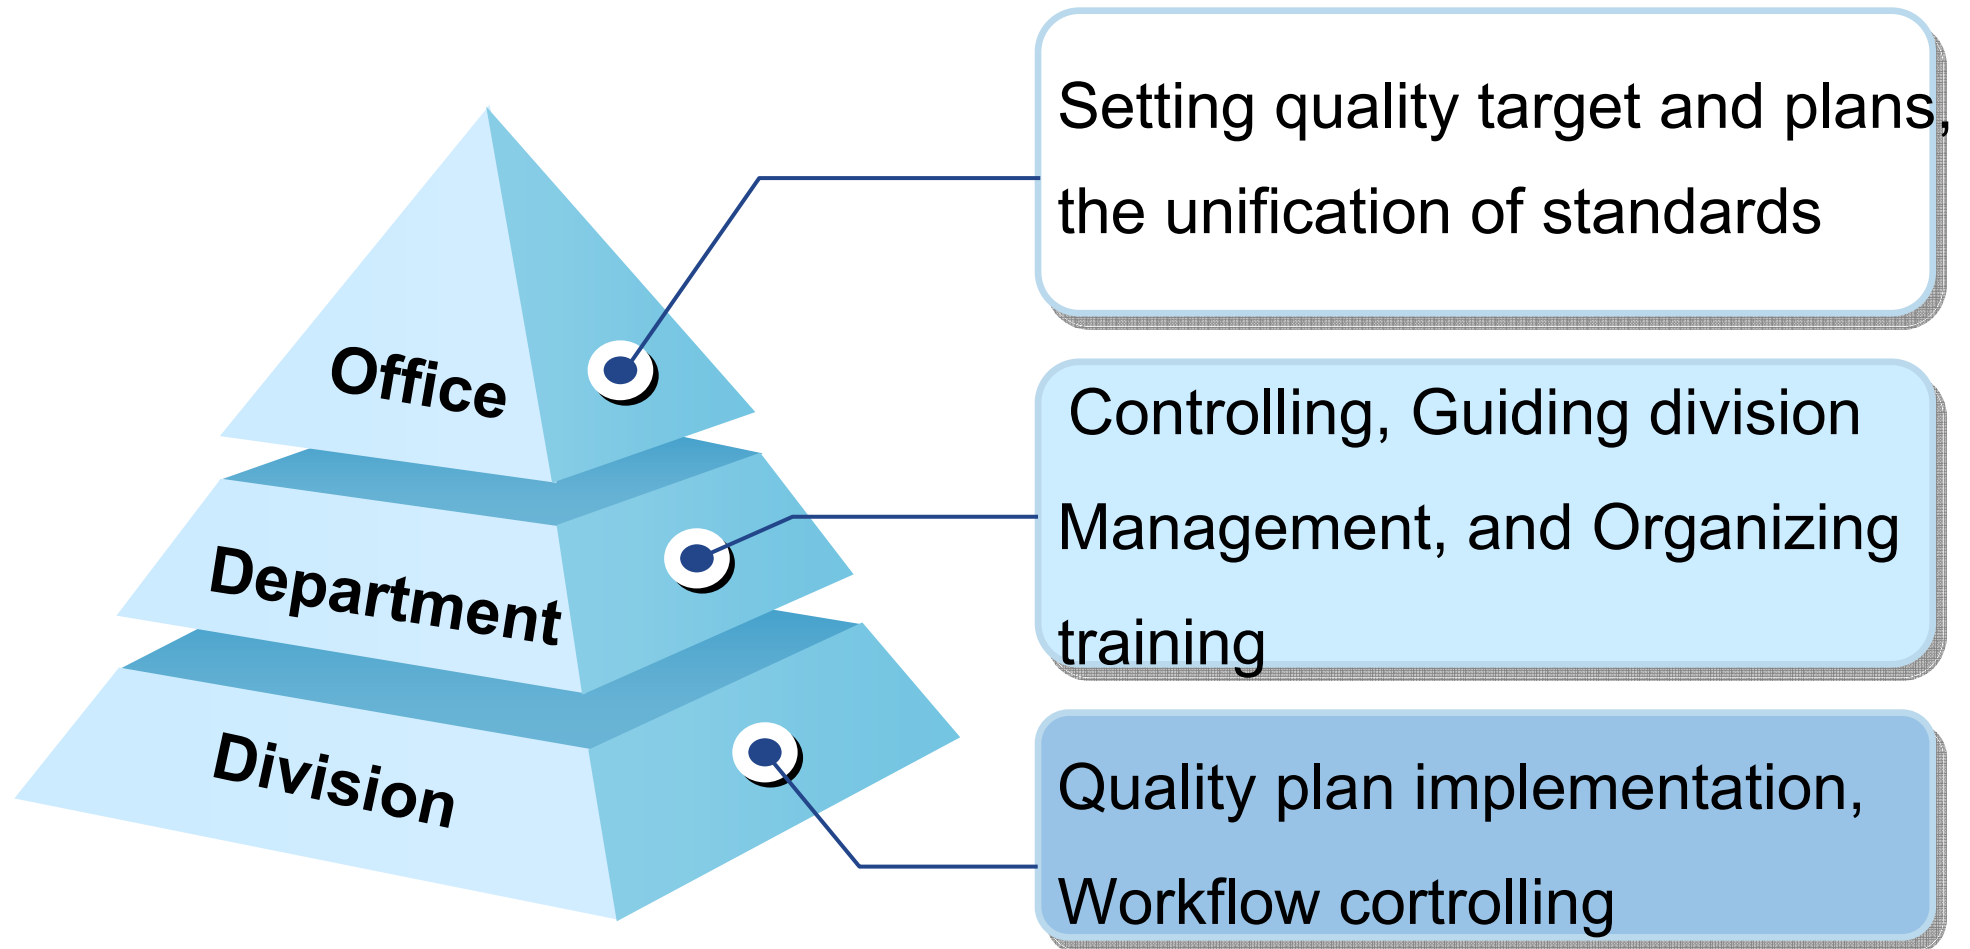 Setting quality target and plans,
the unification of standards
Office
Controlling, Guiding division
Management, and Organizing
training
Department
Quality plan implementation,
Workflow cortrolling
Division